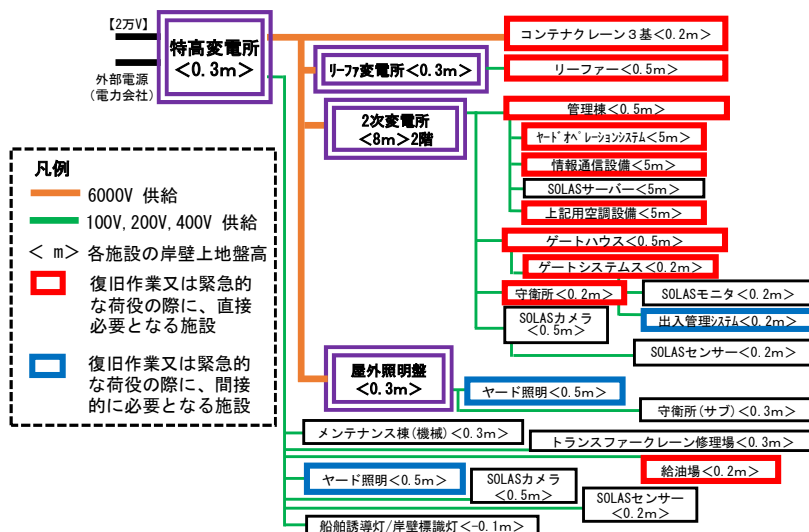 【2万V】
外部電源
(電力会社)
特高変電所
<0.3m>
コンテナクレーン３基<0.2m>
ﾘｰﾌｧ変電所<0.3m>
リーファー<0.5m>
2次変電所
<8m>2階
管理棟<0.5m>
ﾔｰﾄﾞｵﾍﾟﾚｰｼｮﾝｼｽﾃﾑ<5m>
情報通信設備<5m>
SOLASサーバー<5m>
上記用空調設備<5m>
ゲートハウス<0.5m>
ゲートシステムス<0.2m>
守衛所<0.2m>
SOLASモニタ<0.2m>
SOLASカメラ
<0.5m>
出入管理ｼｽﾃﾑ<0.2m>
SOLASセンサー<0.2m>
屋外照明盤
<0.3m>
ヤード照明<0.5m>
守衛所(サブ)<0.3m>
メンテナンス棟(機械)<0.3m>
トランスファークレーン修理場<0.3m>
給油場<0.2m>
ヤード照明<0.5m>
SOLASカメラ
<0.5m>
SOLASセンサー
<0.2m>
船舶誘導灯/岸壁標識灯<-0.1m>
凡例
6000V 供給
100V,200V,400V 供給
< m> 各施設の岸壁上地盤高
復旧作業又は緊急的
な荷役の際に、直接
必要となる施設
復旧作業又は緊急的
な荷役の際に、間接
的に必要となる施設